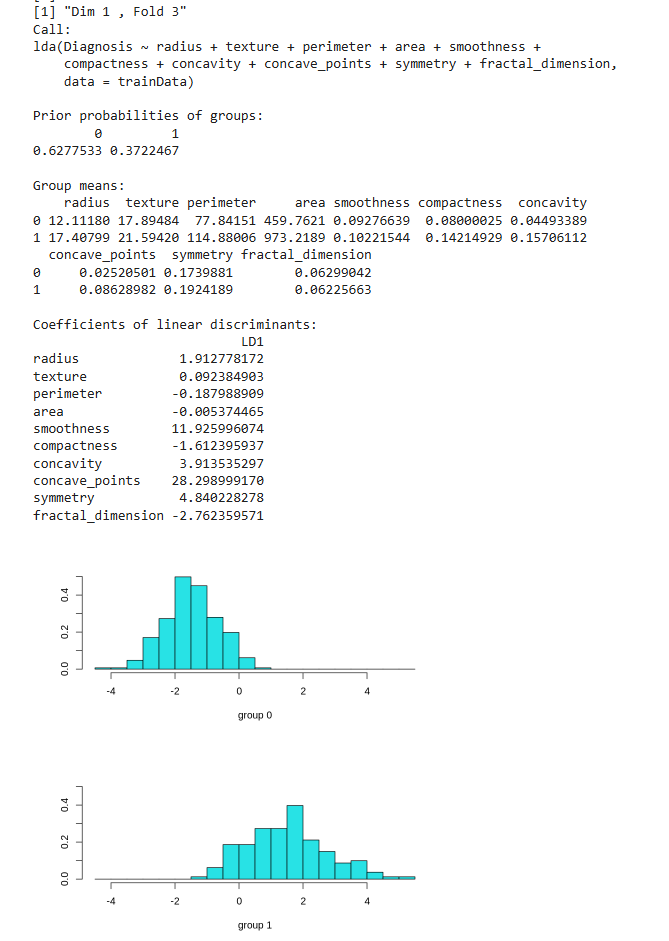 [1] "Dim 1 , Fold 3"
Call:
lda(Diagnosis ~ radius + texture + perimeter + area + smoothness +
    compactness + concavity + concave_points + symmetry + fractal_dimension,
    data = trainData)

Prior probabilities of groups:
        0         1
0.6277533 0.3722467

Group means:
    radius  texture perimeter     area smoothness compactness  concavity
0 12.11180 17.89484  77.84151 459.7621 0.09276639  0.08000025 0.04493389
1 17.40799 21.59420 114.88006 973.2189 0.10221544  0.14214929 0.15706112
  concave_points  symmetry fractal_dimension
0     0.02520501 0.1739881        0.06299042
1     0.08628982 0.1924189        0.06225663

Coefficients of linear discriminants:
                           LD1
radius             1.912778172
texture            0.092384903
perimeter         -0.187988909
area              -0.005374465
smoothness        11.925996074
compactness       -1.612395937
concavity          3.913535297
concave_points    28.298999170
symmetry           4.840228278
fractal_dimension -2.762359571
0.4
0.2
0.0
-4 -2 0 2 4
group 0
0.4
0.2
0.0
-4 -2 0 2 4
group 1